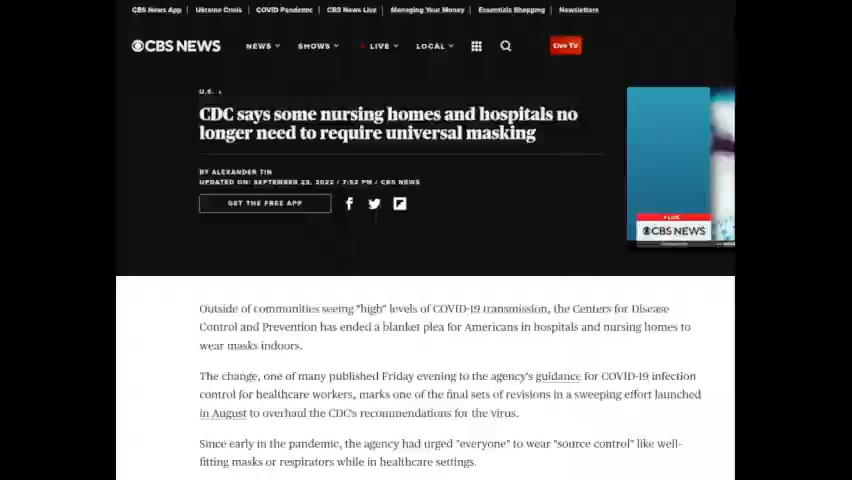 CBS News App
Ukraine Crisis
COVID Pandemic
CBS News Live
Managing Your Money
Essentials Shopping
Newsletters
CBS NEWS
NEWS
SHOWS
LIVE
LOCAL
Live TV
U.S.
CDC says some nursing homes and hospitals no
longer need to require universal masking
BY ALEXANDER TIN
UPDATED ON: SEPTEMBER 23, 2022 / 7:53 PM / CBS NEWS
GET THE FREE APP
LIVE
CBS NEWS
Outside of communities seeing "high" levels of COVID-19 transmission, the Centers for Disease
Control and Prevention has ended a blanket plea for Americans in hospitals and nursing homes to
wear masks indoors.
The change, one of many published Friday evening to the agency's guidance for COVID-19 infection
control for healthcare workers, marks one of the final sets of revisions in a sweeping effort launched
in August to overhaul the CDC's recommendations for the virus.
Since early in the pandemic, the agency had urged "everyone" to wear "source control" like well-
fitting masks or respirators while in healthcare settings.